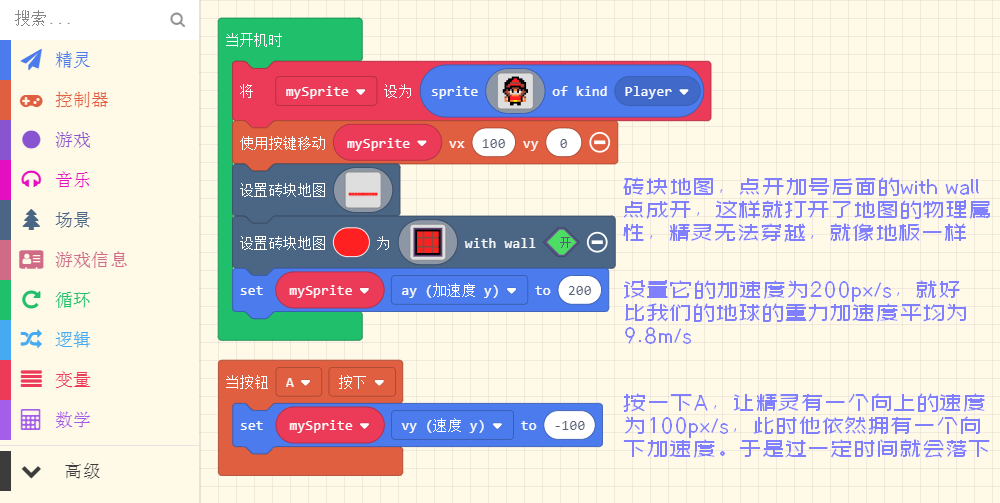 搜索...
精灵
控制器
游戏
音乐
场景
游戏信息
循环
逻辑
变量
数学
高级
当开机时
将 mySprite 设为 sprite of kind Player
使用按键移动 mySprite vx 100 vy 0
设置砖块地图
设置砖块地图 为 with wall 开
set mySprite ay (加速度 y) to 200
当按钮 A 按下
set mySprite vy (速度 y) to -100
砖块地图，点开加号后面的with wall
点成开，这样就打开了地图的物理属
性，精灵无法穿越，就像地板一样
设置它的加速度为200px/s，就好
比我们的地球的重力加速度平均为
9.8m/s
按一下A，让精灵有一个向上的速度
为100px/s，此时他依然拥有一个向
下加速度。于是过一定时间就会落下